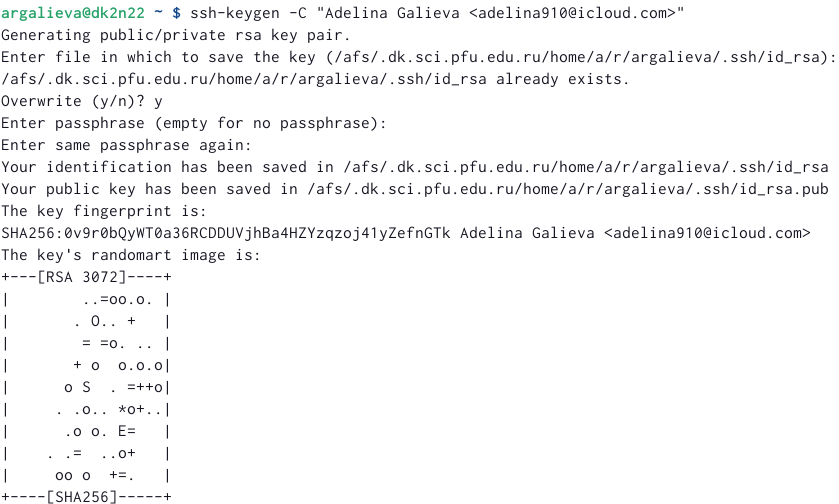 argalieva@dk2n22 ~ $ ssh-keygen -C "Adelina Galieva <adelina910@icloud.com>"
Generating public/private rsa key pair.
Enter file in which to save the key (/afs/.dk.sci.pfu.edu.ru/home/a/r/argalieva/.ssh/id_rsa):
/afs/.dk.sci.pfu.edu.ru/home/a/r/argalieva/.ssh/id_rsa already exists.
Overwrite (y/n)? y
Enter passphrase (empty for no passphrase):
Enter same passphrase again:
Your identification has been saved in /afs/.dk.sci.pfu.edu.ru/home/a/r/argalieva/.ssh/id_rsa
Your public key has been saved in /afs/.dk.sci.pfu.edu.ru/home/a/r/argalieva/.ssh/id_rsa.pub
The key fingerprint is:
SHA256:0v9r0bQyWT0a36RCDDUVjhBa4HZYzqzoj41yZefnGTk Adelina Galieva <adelina910@icloud.com>
The key's randomart image is:
+---[RSA 3072]----+
|        ..=oo.o. |
|       . O.. +   |
|        = =o. .. |
|       + o  o.o.o|
|      o S  . =++o|
|     . .o.. *o+..|
|      .o o. E=   |
|    . .=  ..o+   |
|     oo o  +=.   |
+----[SHA256]-----+